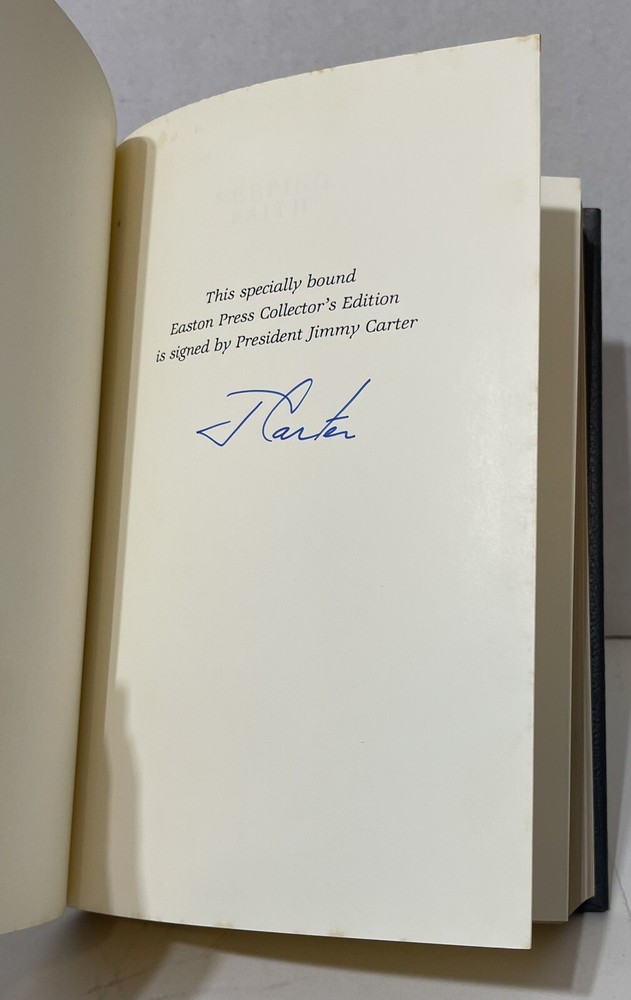 This specially bound
Easton Press Collector's Edition
is signed by President Jimmy Carter
J Carter